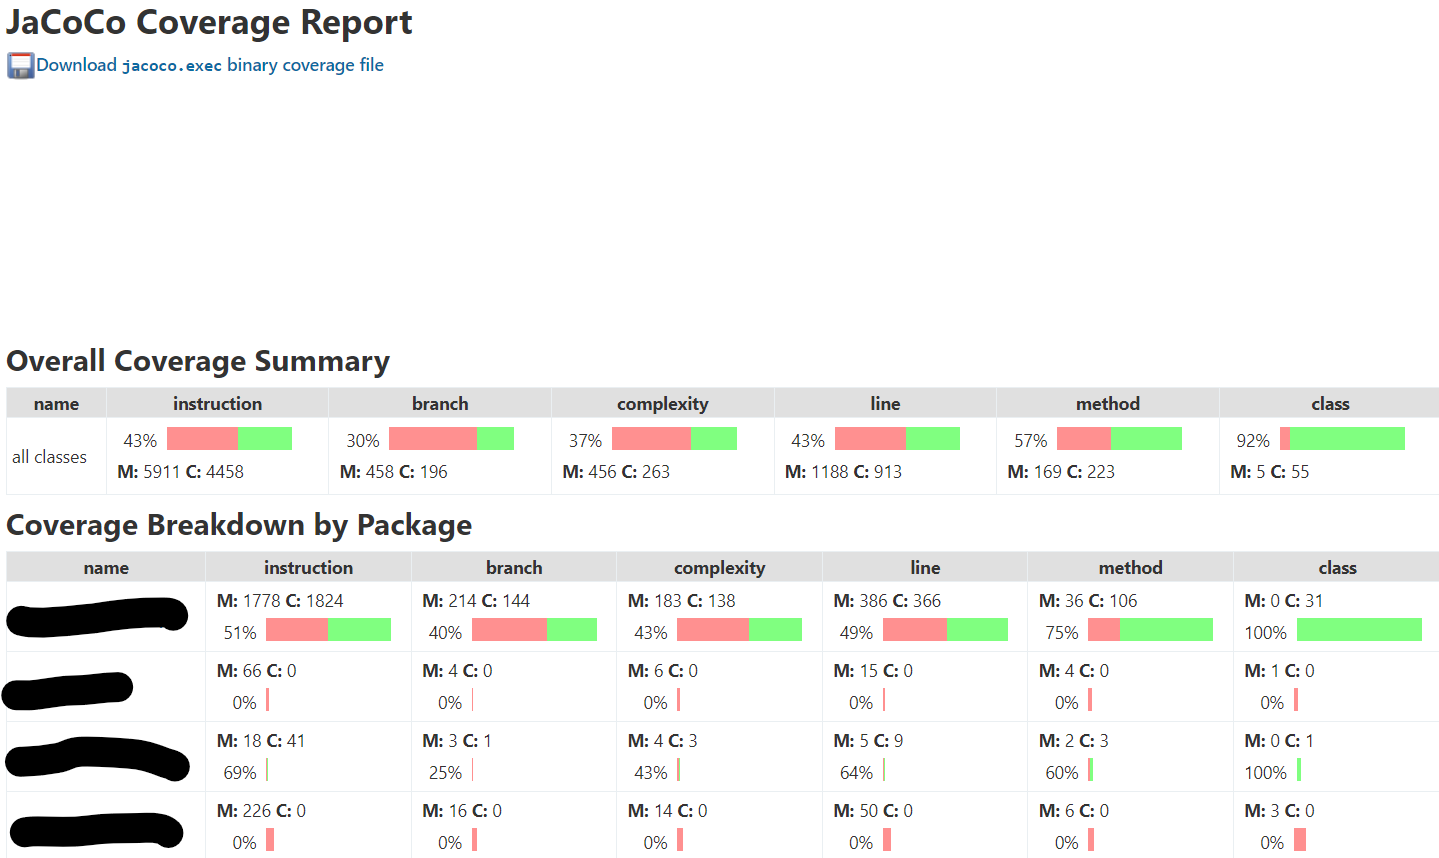 JaCoCo Coverage Report
Download jacoco.exec binary coverage file
Overall Coverage Summary
name instruction branch complexity line method class
all classes 43% 30% 37% 43% 57% 92%
M: 5911 C: 4458 M: 458 C: 196 M: 456 C: 263 M: 1188 C: 913 M: 169 C: 223 M: 5 C: 55
Coverage Breakdown by Package
name instruction branch complexity line method class
M: 1778 C: 1824 M: 214 C: 144 M: 183 C: 138 M: 386 C: 366 M: 36 C: 106 M: 0 C: 31
51% 40% 43% 49% 75% 100%
M: 66 C: 0 M: 4 C: 0 M: 6 C: 0 M: 15 C: 0 M: 4 C: 0 M: 1 C: 0
0% 0% 0% 0% 0% 0%
M: 18 C: 41 M: 3 C: 1 M: 4 C: 3 M: 5 C: 9 M: 2 C: 3 M: 0 C: 1
69% 25% 43% 64% 60% 100%
M: 226 C: 0 M: 16 C: 0 M: 14 C: 0 M: 50 C: 0 M: 6 C: 0 M: 3 C: 0
0% 0% 0% 0% 0% 0%